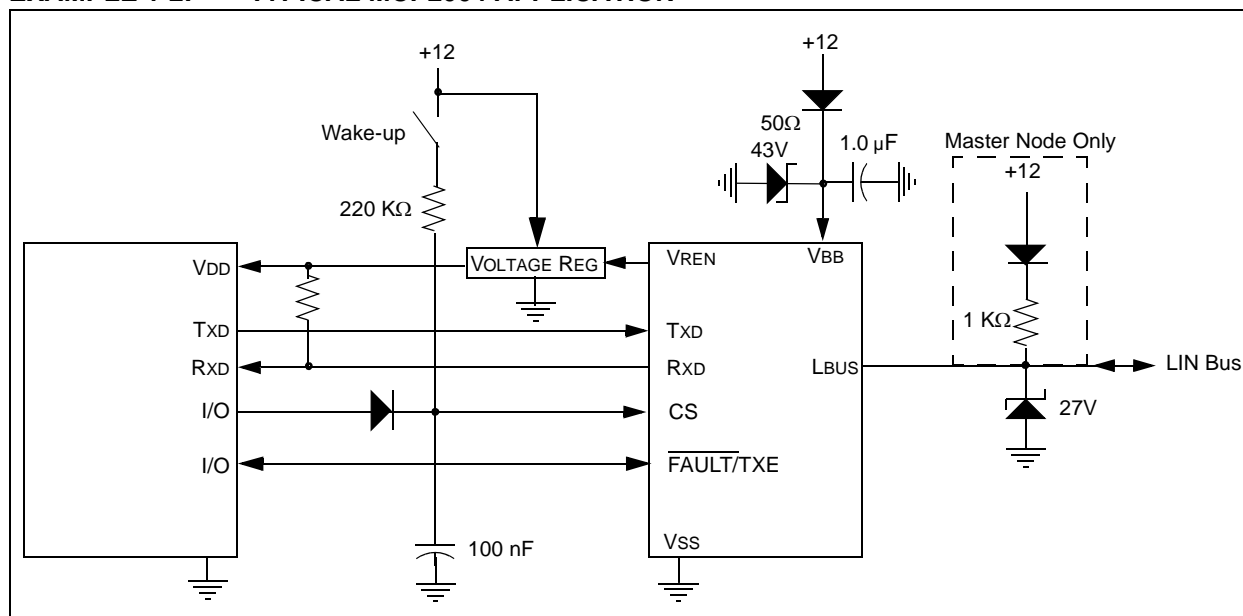 +12
+12
Wake-up
50Ω
43V
1.0 µF
Master Node Only
+12
220 KΩ
VDD
VOLTAGE REG
VREN
VBB
1 KΩ
TXD
TXD
RXD
RXD
LBUS
LIN Bus
I/O
CS
27V
I/O
FAULT/TXE
VSS
100 nF